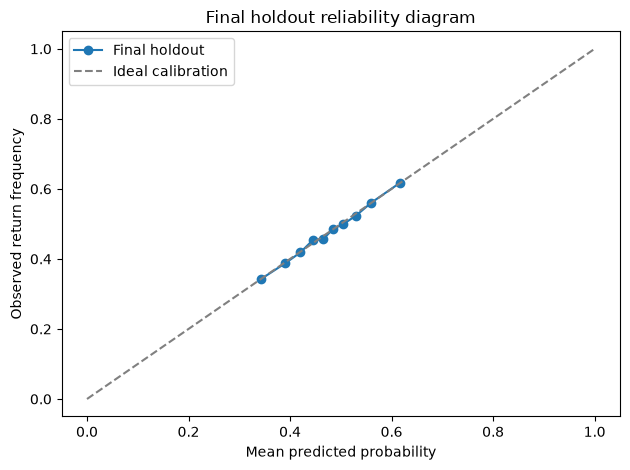 Final holdout reliability diagram
Final holdout
Ideal calibration
Observed return frequency
1.0
0.8
0.6
0.4
0.2
0.0
0.0 0.2 0.4 0.6 0.8 1.0
Mean predicted probability